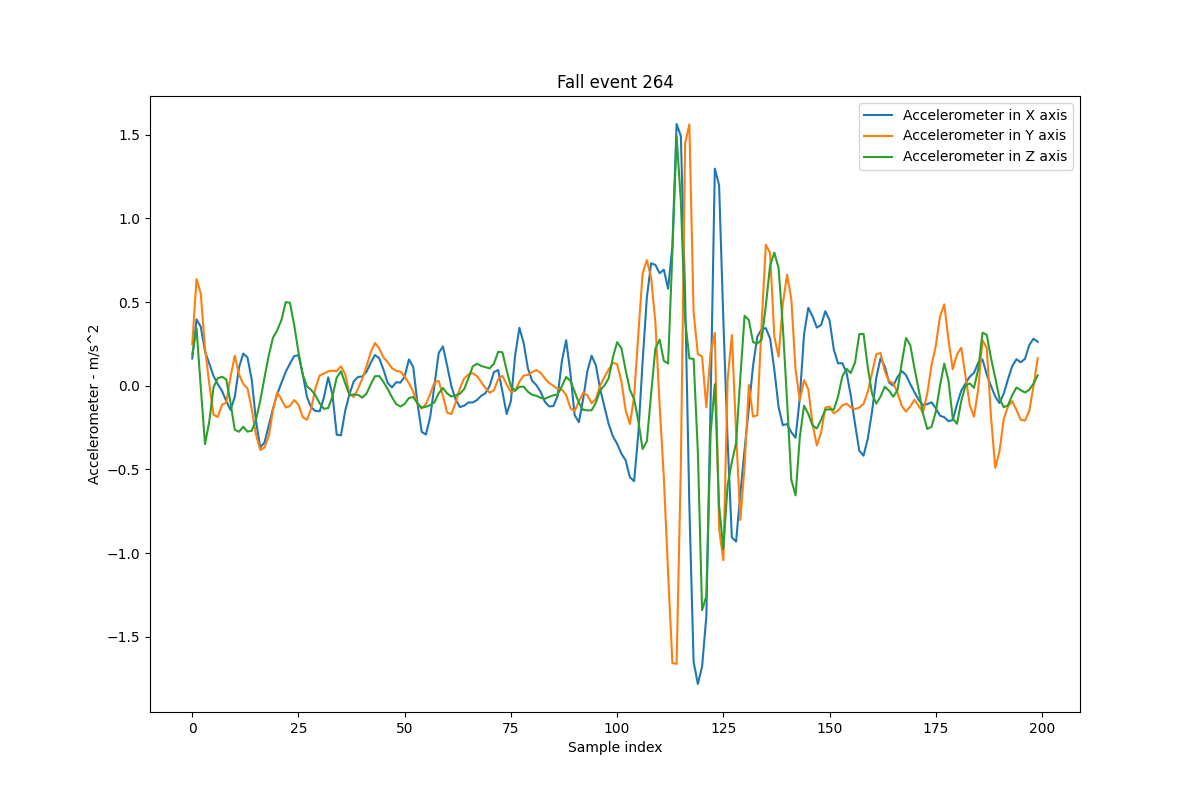 Fall event 264
Accelerometer in X axis
Accelerometer in Y axis
Accelerometer in Z axis
1.5
1.0
0.5
0.0
−0.5
−1.0
−1.5
Accelerometer - m/s^2
0 25 50 75 100 125 150 175 200
Sample index